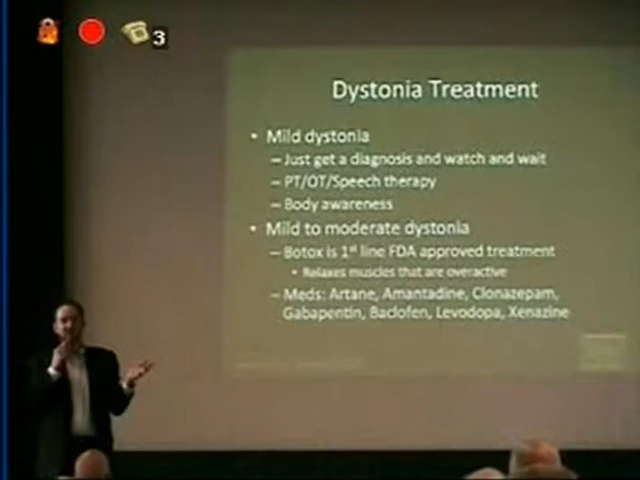 3
Dystonia Treatment
• Mild dystonia
– Just get a diagnosis and watch and wait
– PT/OT/Speech therapy
– Body awareness
• Mild to moderate dystonia
– Botox is 1st line FDA approved treatment
• Relaxes muscles that are overactive
– Meds: Artane, Amantadine, Clonazepam,
Gabapentin, Baclofen, Levodopa, Xenazine